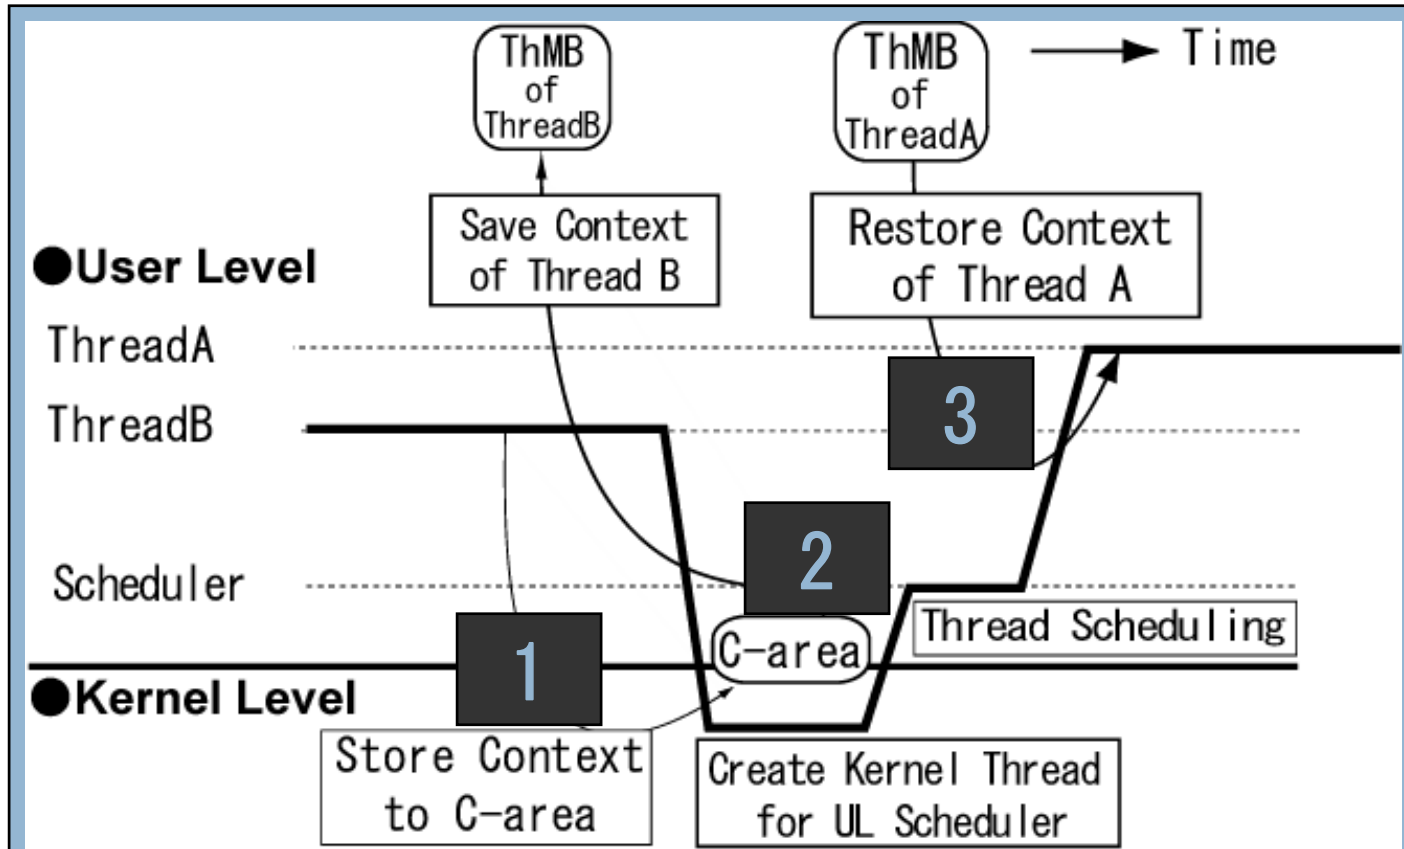 ThMB
of
ThreadB
ThMB
of
ThreadA
Time
Save Context
of Thread B
Restore Context
of Thread A
●User Level
ThreadA
3
ThreadB
2
Scheduler
Thread Scheduling
1
C-area
●Kernel Level
Store Context
to C-area
Create Kernel Thread
for UL Scheduler